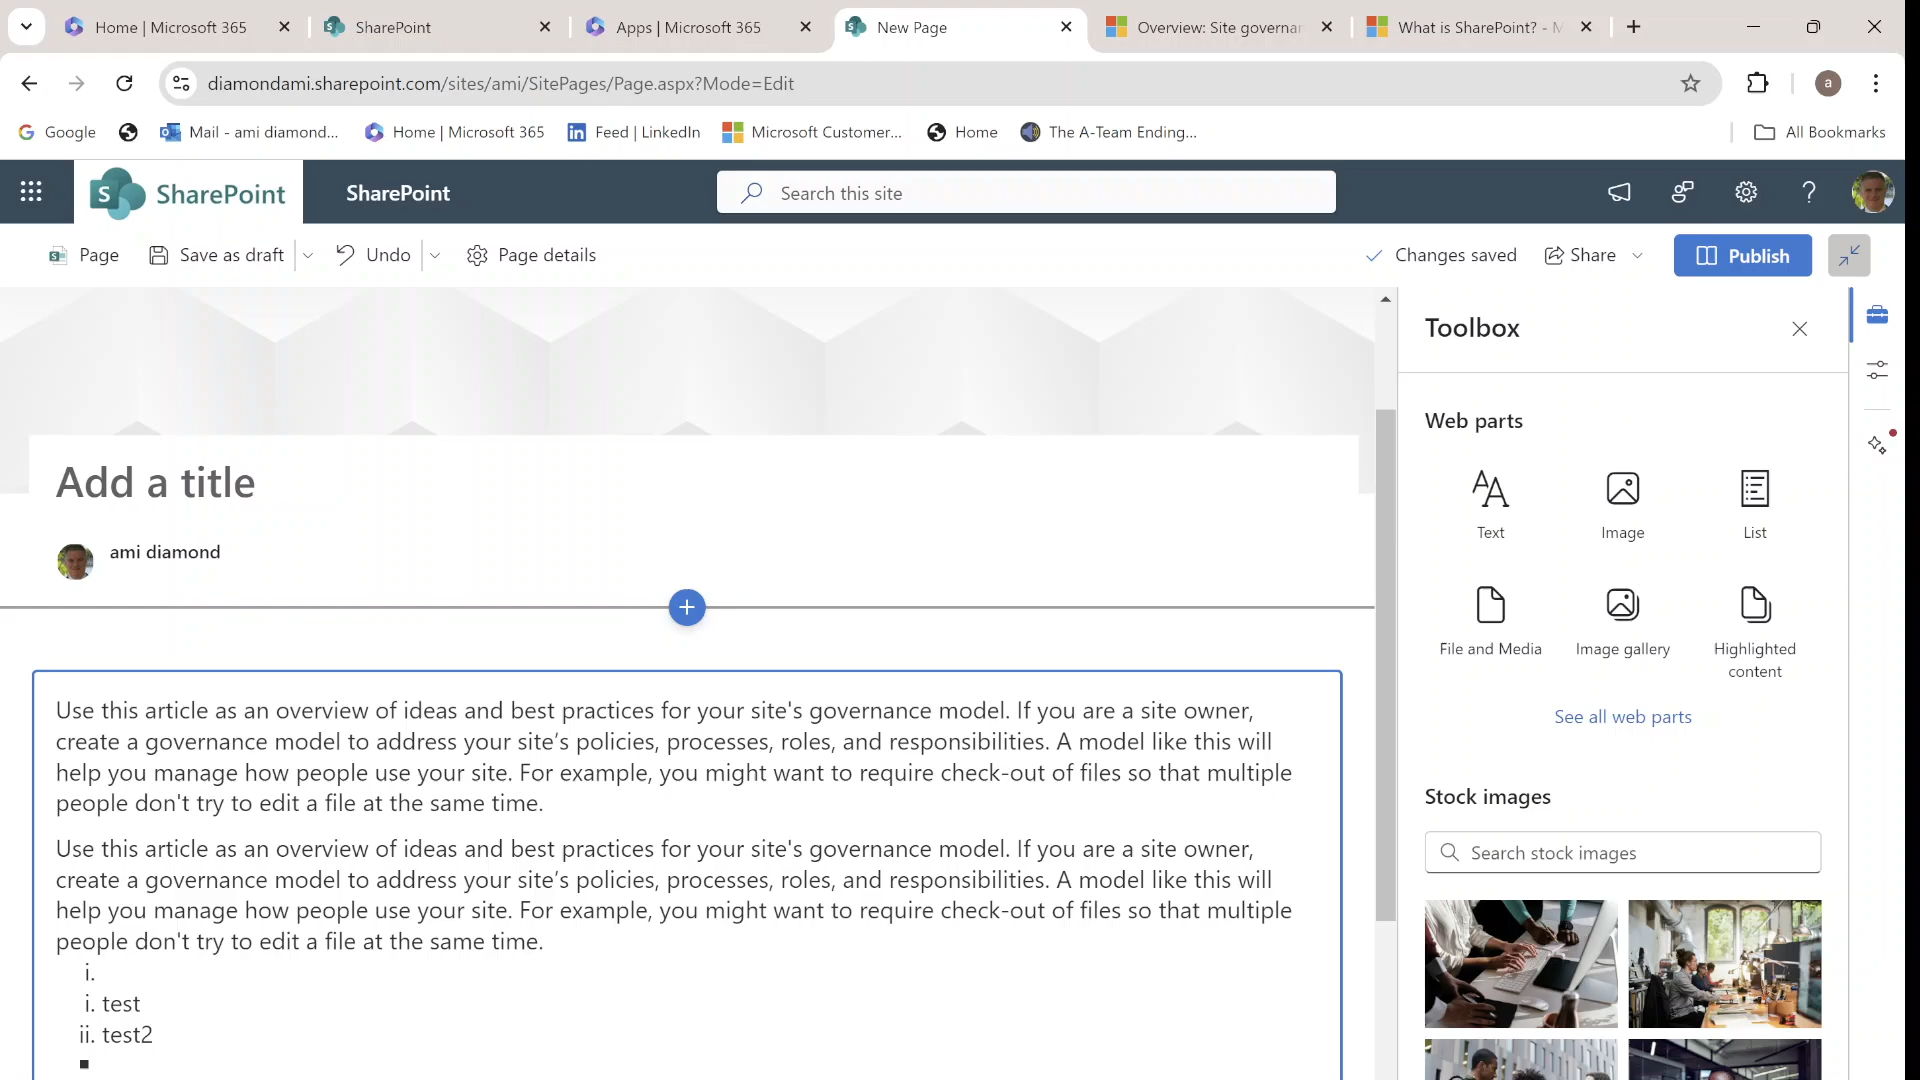 Home | Microsoft 365
SharePoint
Apps | Microsoft 365
New Page
Overview: Site governan
What is SharePoint? - M
diamondami.sharepoint.com/sites/ami/SitePages/Page.aspx?Mode=Edit
a
Google
Mail - ami diamond...
Home | Microsoft 365
Feed | LinkedIn
Microsoft Customer...
Home
The A-Team Ending...
All Bookmarks
S SharePoint
SharePoint
Search this site
Page
Save as draft
Undo
Page details
Changes saved
Share
Publish
Add a title
ami diamond
Use this article as an overview of ideas and best practices for your site's governance model. If you are a site owner,
create a governance model to address your site’s policies, processes, roles, and responsibilities. A model like this will
help you manage how people use your site. For example, you might want to require check-out of files so that multiple
people don't try to edit a file at the same time.
Use this article as an overview of ideas and best practices for your site's governance model. If you are a site owner,
create a governance model to address your site’s policies, processes, roles, and responsibilities. A model like this will
help you manage how people use your site. For example, you might want to require check-out of files so that multiple
people don't try to edit a file at the same time.
i.
i. test
ii. test2
Toolbox
Web parts
Text
Image
List
File and Media
Image gallery
Highlighted
content
See all web parts
Stock images
Search stock images